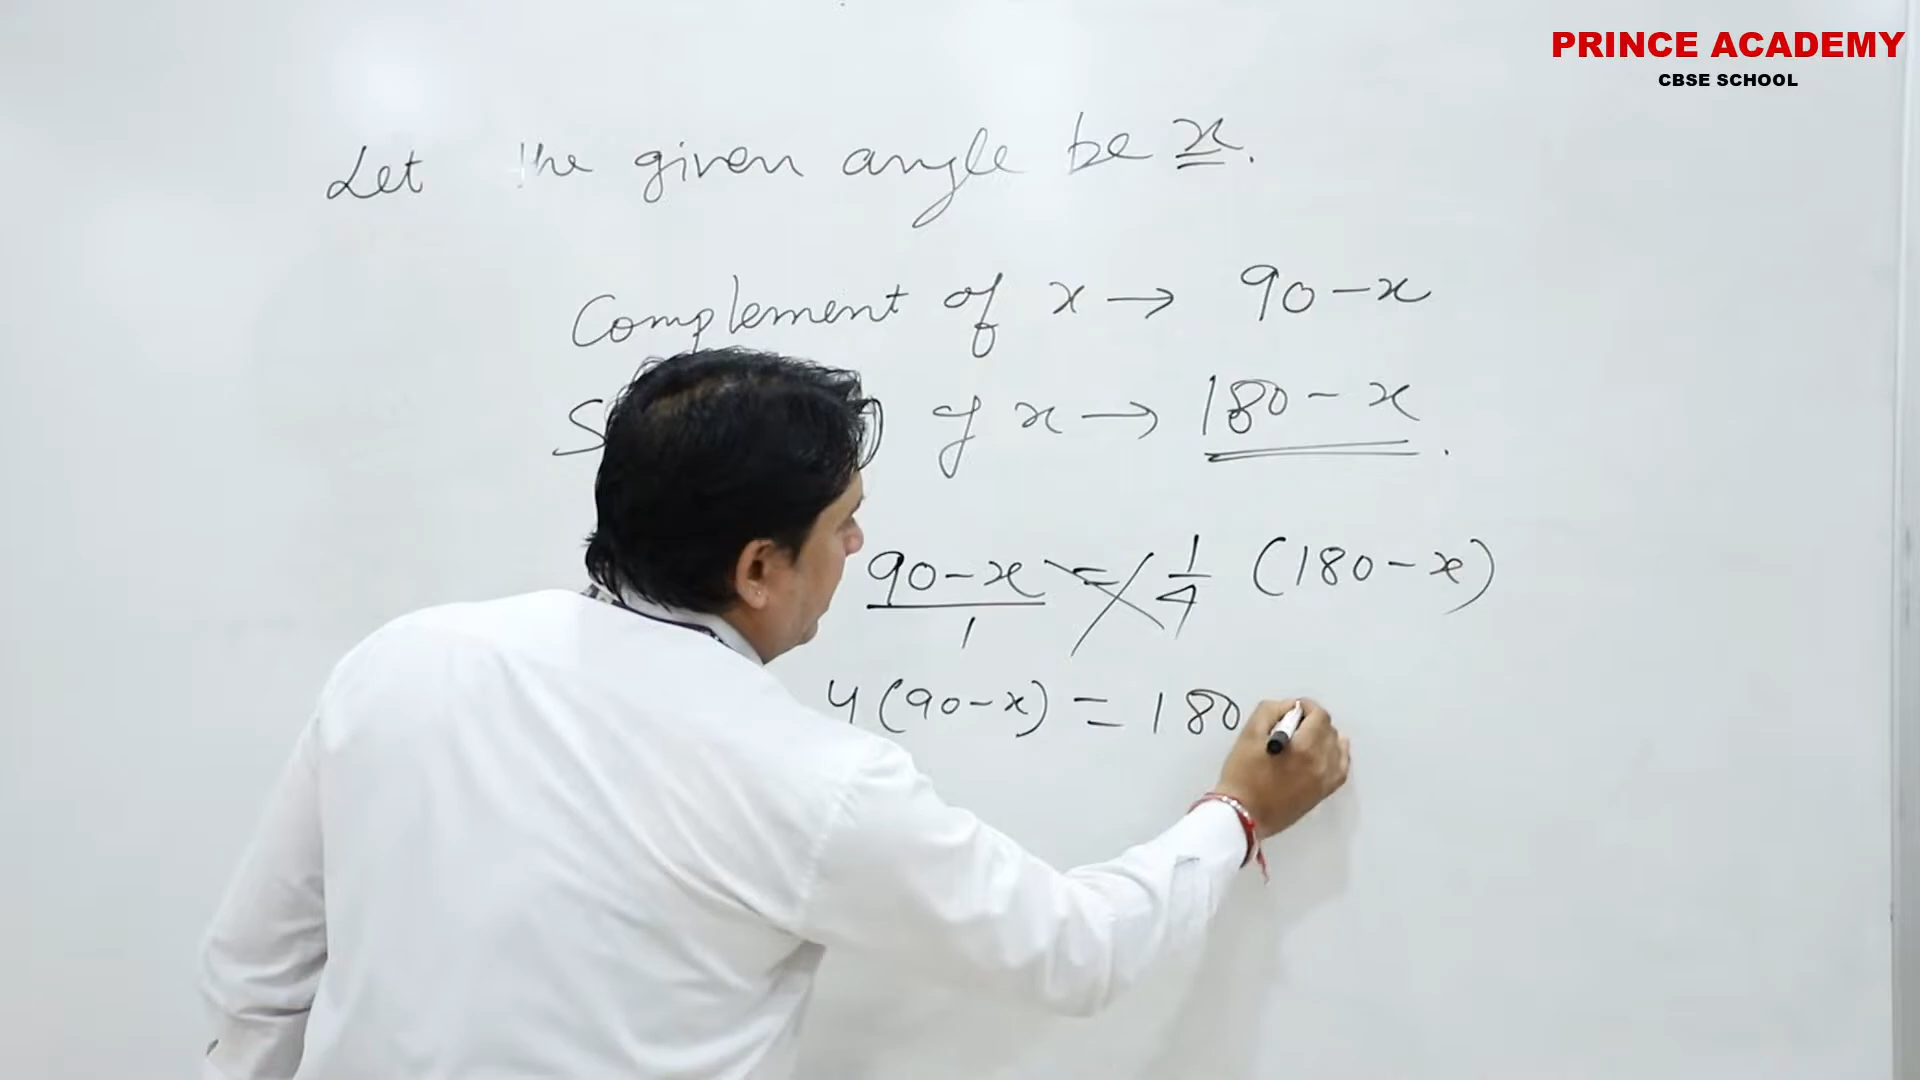 PRINCE ACADEMY
CBSE SCHOOL
Let the given angle be x.
Complement of x → 90-x
of x → 180-x.
90-x/1 = 1/4 (180-x)
4(90-x) = 180